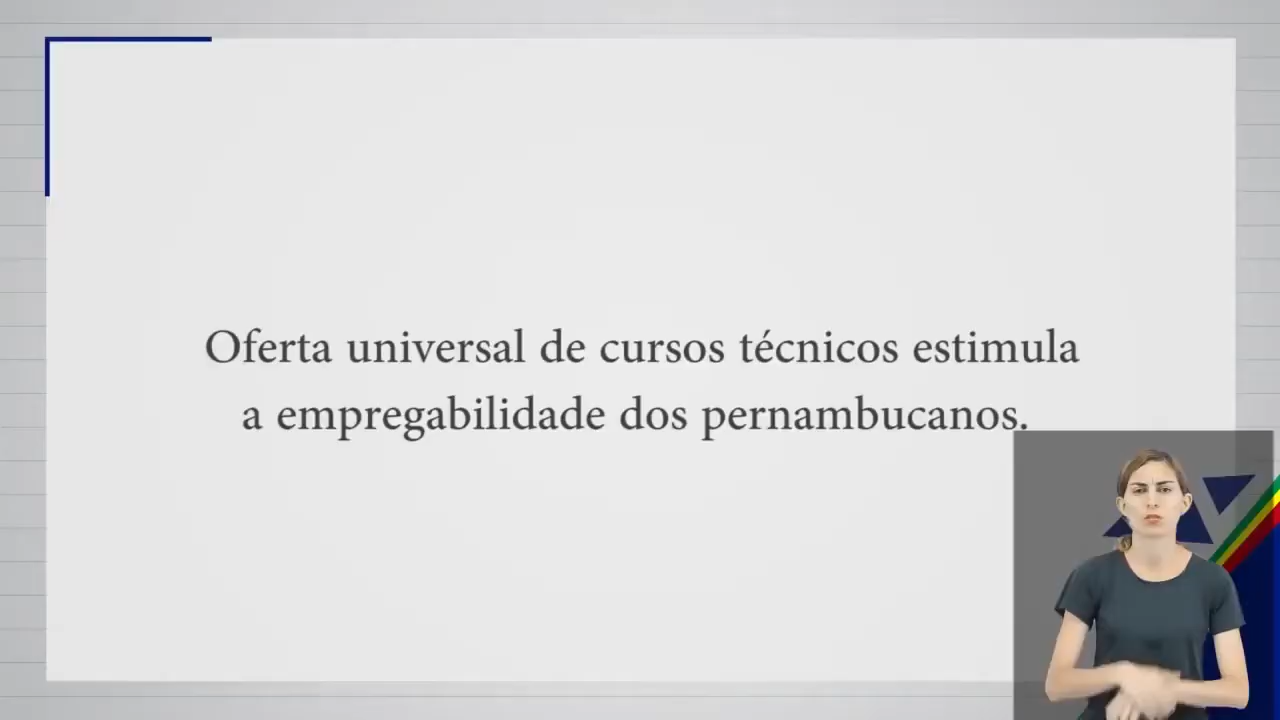 Oferta universal de cursos técnicos estimula
a empregabilidade dos pernambucanos.